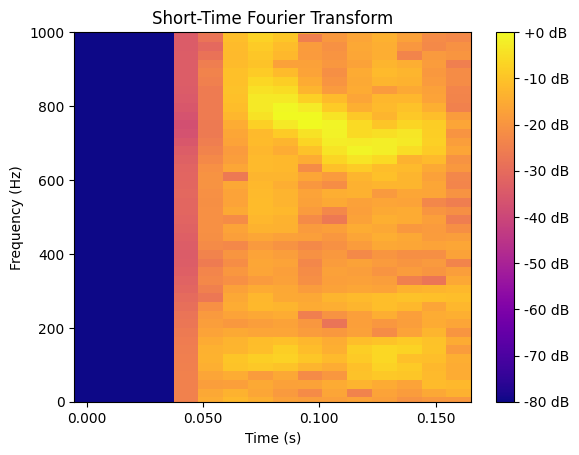 Short-Time Fourier Transform
1000
800
600
400
200
0
Frequency (Hz)
0.000
0.050
0.100
0.150
Time (s)
+0 dB
-10 dB
-20 dB
-30 dB
-40 dB
-50 dB
-60 dB
-70 dB
-80 dB